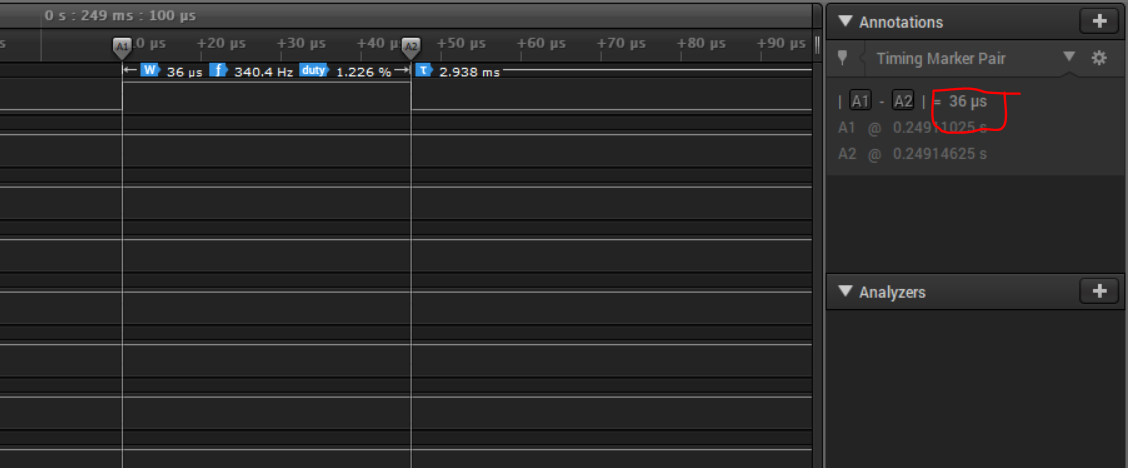 0 s : 249 ms : 100 µs
s A1 0 µs +20 µs +30 µs +40 µ A2 +50 µs +60 µs +70 µs +80 µs +90 µs
W 36 µs f 340.4 Hz duty 1.226 % τ 2.938 ms
Annotations +
Timing Marker Pair
| A1 - A2 | = 36 µs
A1 @ 0.24911025 s
A2 @ 0.24914625 s
Analyzers +